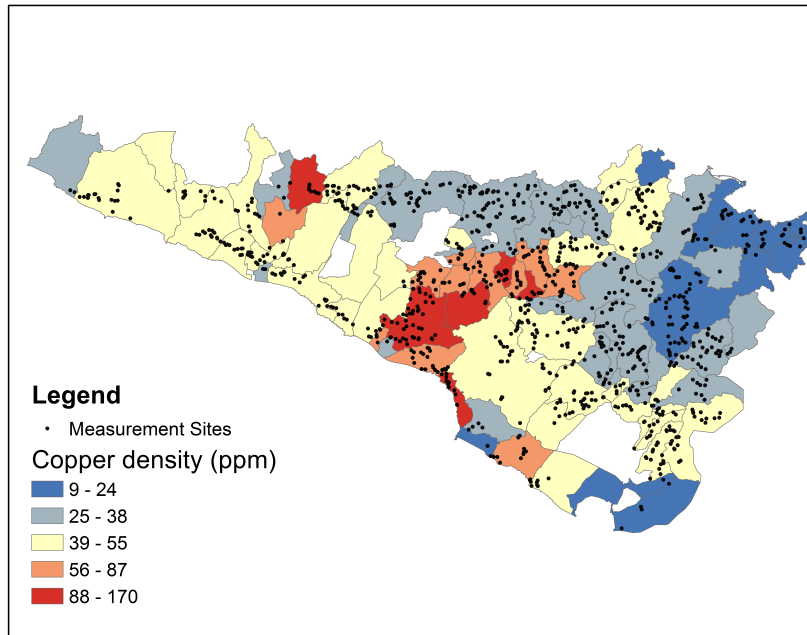 Legend
Measurement Sites
Copper density (ppm)
9 - 24
25 - 38
39 - 55
56 - 87
88 - 170